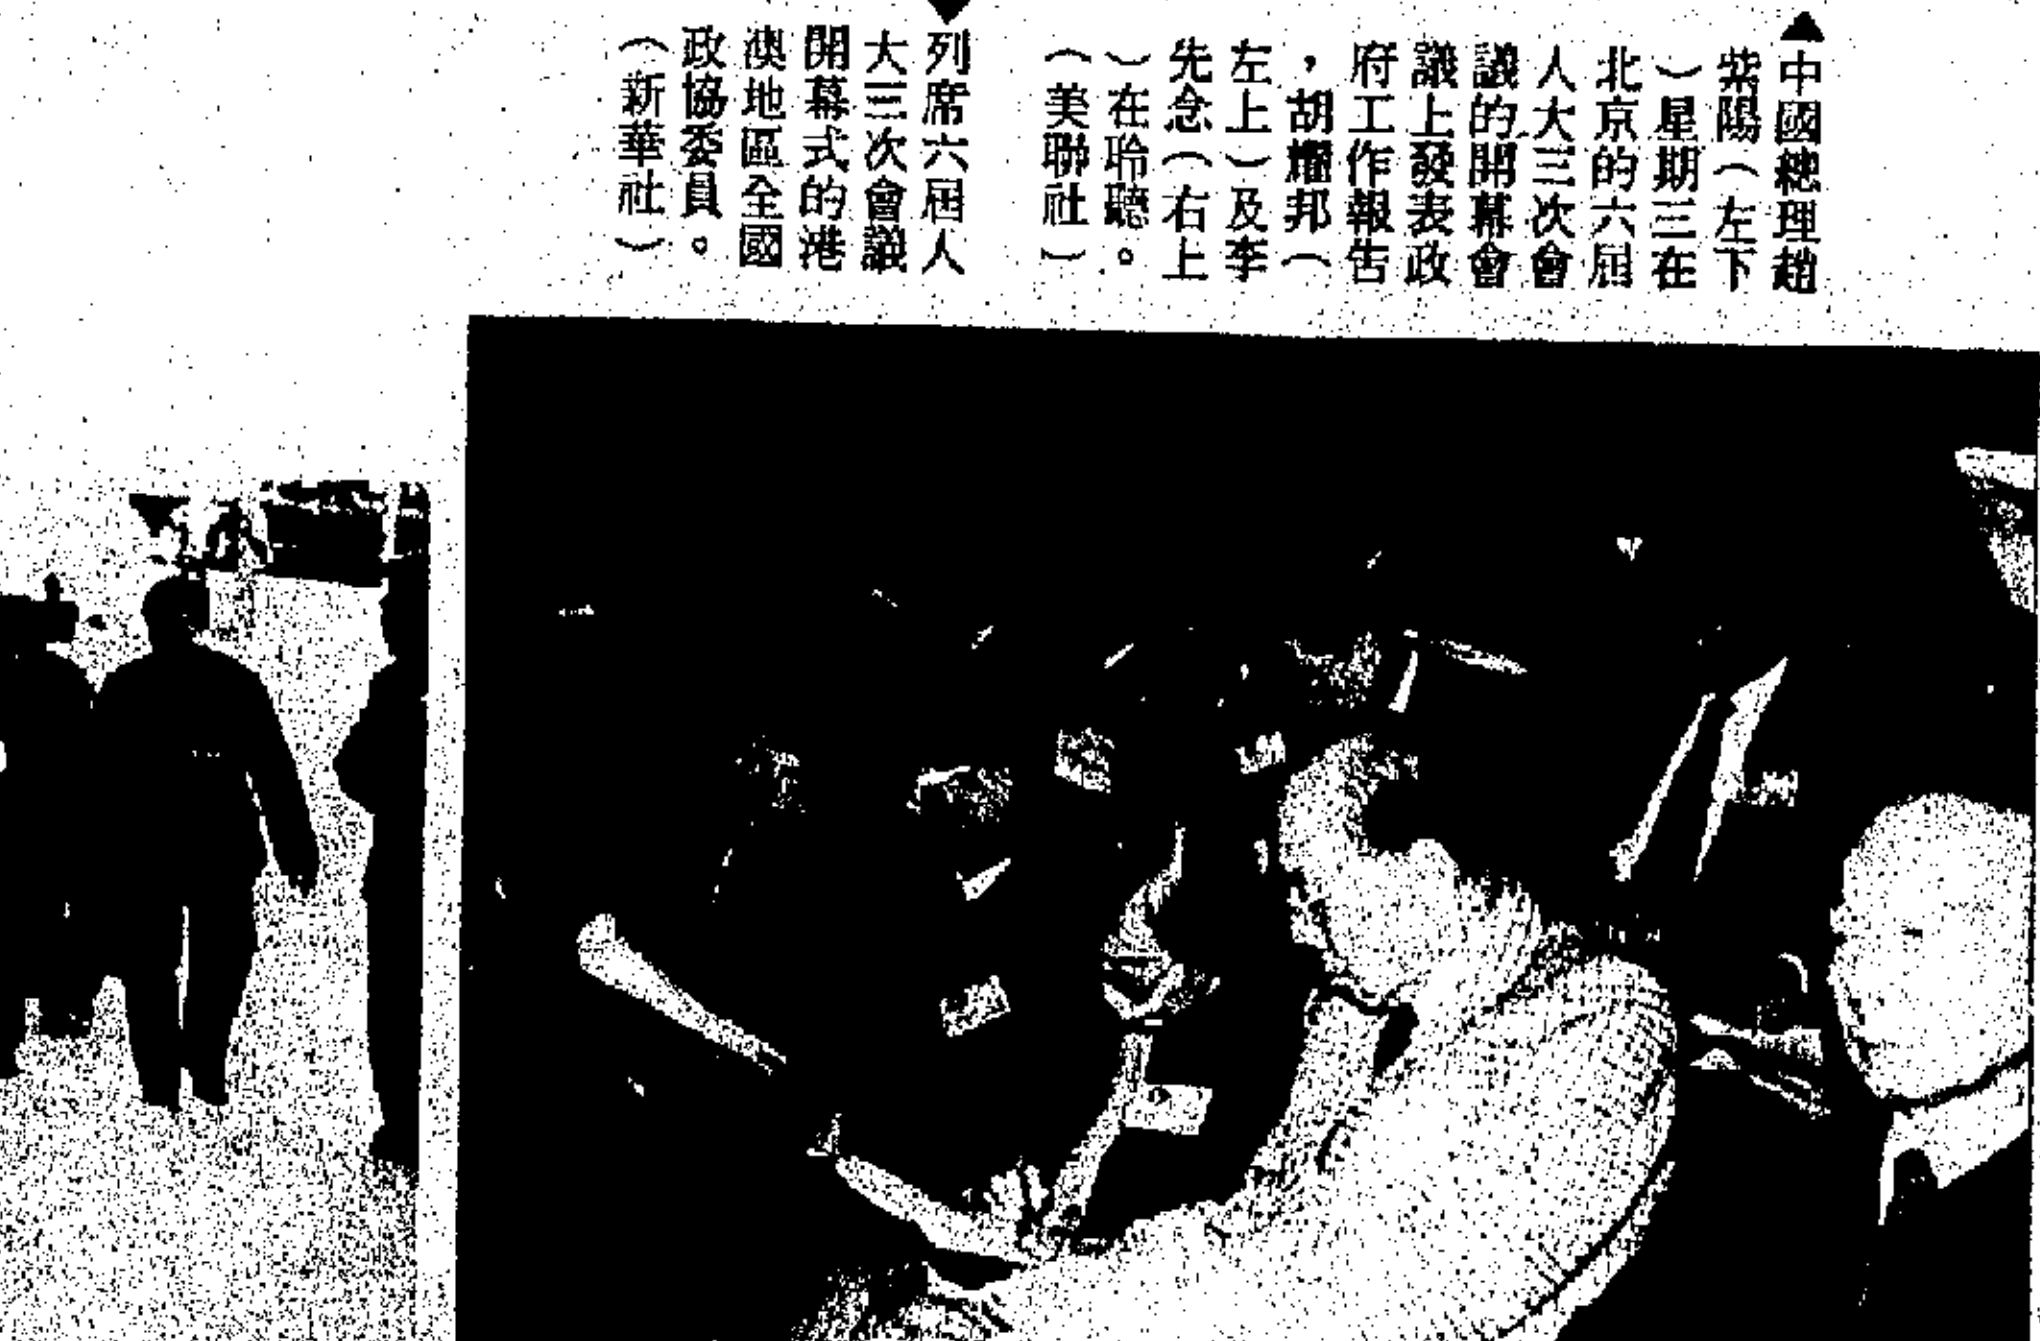 ▲中國總理趙
紫陽（左下
）星期三在
北京的六屆
人大三次會
議的開幕會
議上發表政
府工作報告
，胡耀邦（
左上）及李
先念（右上
）在聆聽。
（美聯社）
▼列席六屆人
大三次會議
開幕式的港
澳地區全國
政協委員。
（新華社）